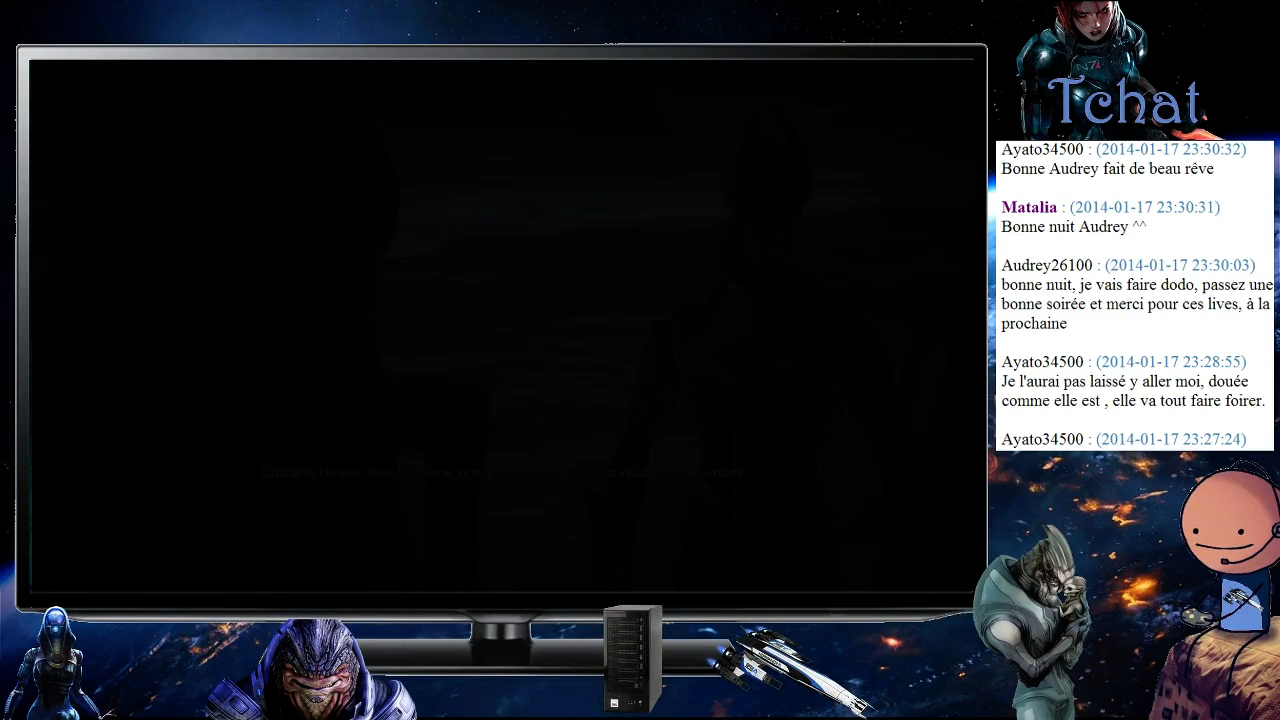 N7
Tchat
Ayato34500 : (2014-01-17 23:30:32)
Bonne Audrey fait de beau rêve
Matalia : (2014-01-17 23:30:31)
Bonne nuit Audrey ^^
Audrey26100 : (2014-01-17 23:30:03)
bonne nuit, je vais faire dodo, passez une
bonne soirée et merci pour ces lives, à la
prochaine
Ayato34500 : (2014-01-17 23:28:55)
Je l'aurai pas laissé y aller moi, douée
comme elle est , elle va tout faire foirer.
Ayato34500 : (2014-01-17 23:27:24)